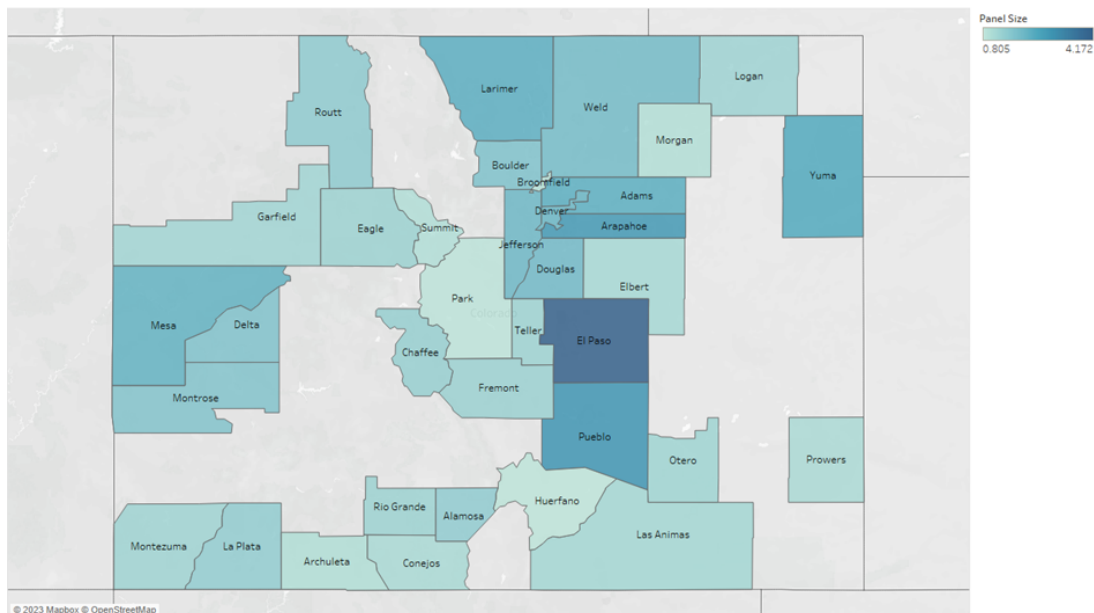 Panel Size
0.805 4.172
Logan
Larimer
Weld
Routt
Morgan
Boulder
Yuma
Broomfield
Adams
Denver
Garfield
Arapahoe
Eagle
Summit
Jefferson
Douglas
Elbert
Park
Colorado
Mesa
Delta
Teller
El Paso
Chaffee
Fremont
Montrose
Pueblo
Otero
Prowers
Huerfano
Rio Grande
Alamosa
Las Animas
Montezuma
La Plata
Archuleta
Conejos
© 2023 Mapbox © OpenStreetMap